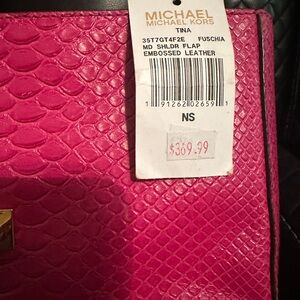 MICHAEL
MICHAEL KORS
TINA
35T7GT4F2E FUSCHIA
MD SHLDR FLAP
EMBOSSED LEATHER
1 91262 02659 1
NS
$369.99